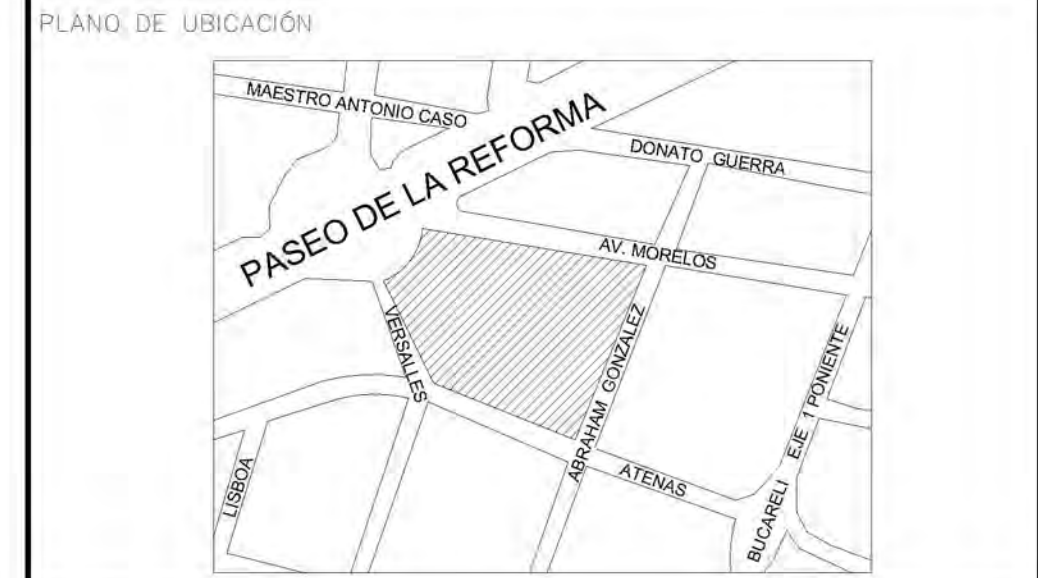 PLANO DE UBICACIÓN
MAESTRO ANTONIO CASO
PASEO DE LA REFORMA
DONATO GUERRA
AV. MORELOS
VERSALLES
ABRAHAM GONZALEZ
EJE 1 PONIENTE
BUCARELI
ATENAS
LISBOA